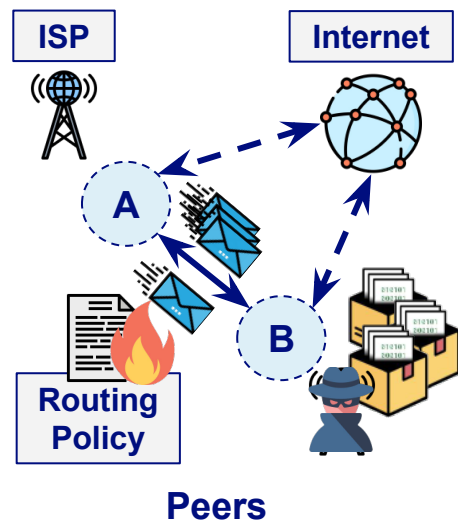 ISP
Internet
A
B
Routing
Policy
Peers